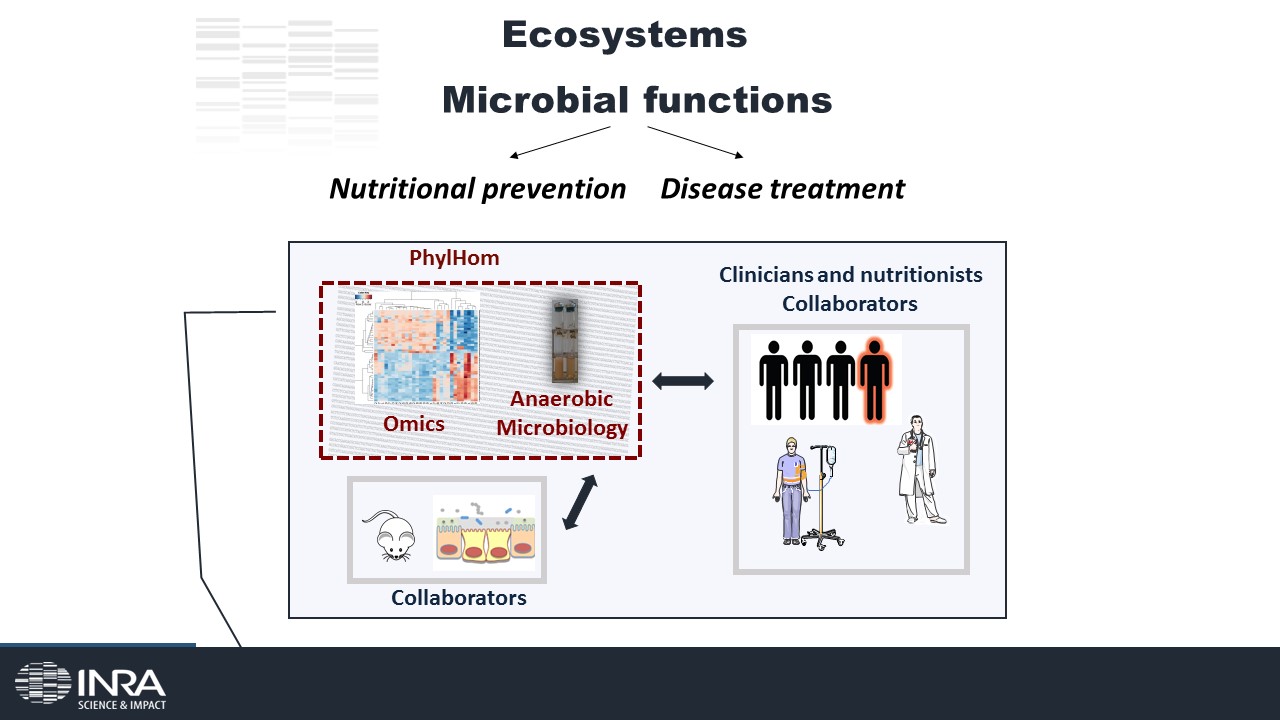 Ecosystems
Microbial functions
Nutritional prevention
Disease treatment
PhylHom
Omics
Anaerobic
Microbiology
Clinicians and nutritionists
Collaborators
Collaborators
INRA
SCIENCE & IMPACT